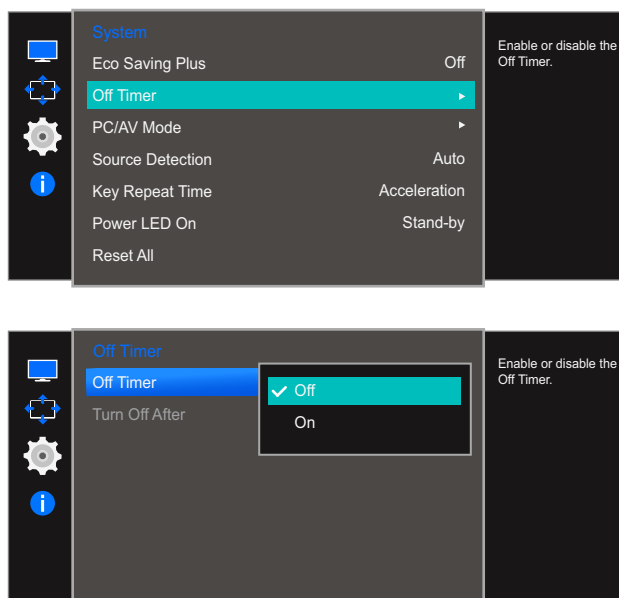 System
Eco Saving Plus Off
Off Timer
PC/AV Mode
Source Detection Auto
Key Repeat Time Acceleration
Power LED On Stand-by
Reset All
Enable or disable the
Off Timer.
Off Timer
Off Timer
Off
Turn Off After
On
Enable or disable the
Off Timer.